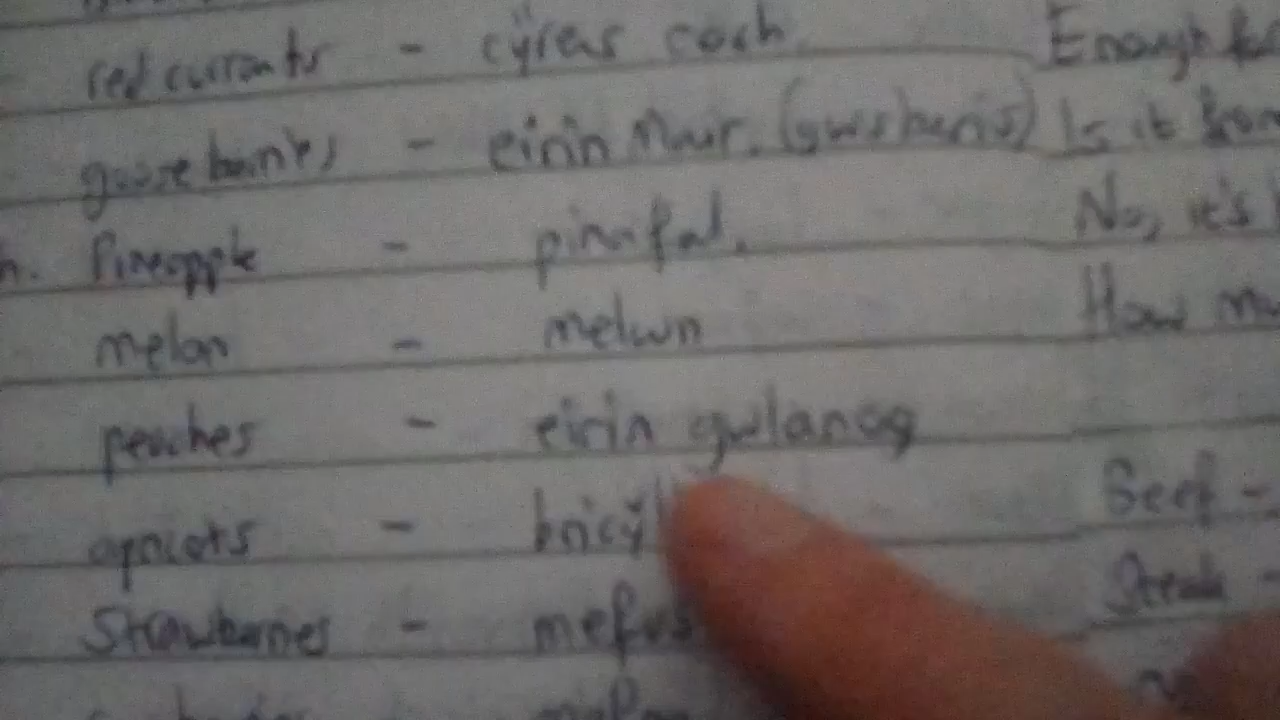 red currants - cyrens coch Enough
gooseberries - eirin Mair. (gwsberis) Is it from
Pineapple - pinafal. No, it's
melon - melwn How
peaches - eirin gwlanog
apricots - bricyll Beef -
Strawberries - mefus Steak -